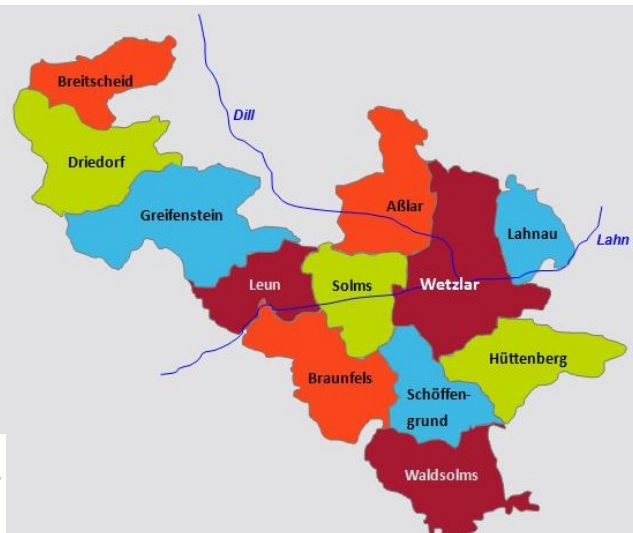 Breitscheid
Dill
Driedorf
Greifenstein
Aßlar
Lahnau
Lahn
Leun
Solms
Wetzlar
Hüttenberg
Braunfels
Schöffen-
grund
Waldsolms